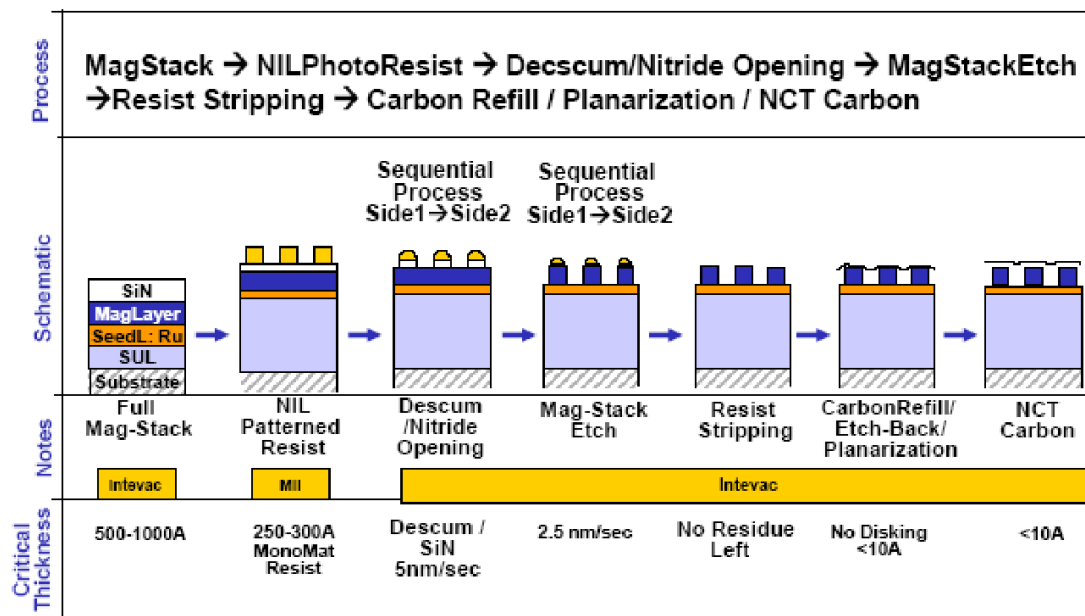 Process
MagStack → NILPhotoResist → Decscum/Nitride Opening → MagStackEtch
→Resist Stripping → Carbon Refill / Planarization / NCT Carbon
Schematic
Sequential
Process
Side1→Side2
Sequential
Process
Side1→Side2
SiN
MagLayer
SeedL: Ru
SUL
Substrate
Notes
Full
Mag-Stack
NIL
Patterned
Resist
Descum
/Nitride
Opening
Mag-Stack
Etch
Resist
Stripping
CarbonRefill/
Etch-Back/
Planarization
NCT
Carbon
Intevac
MII
Intevac
Critical
Thickness
500-1000A
250-300A
MonoMat
Resist
Descum /
SiN
5nm/sec
2.5 nm/sec
No Residue
Left
No Disking
<10A
<10A